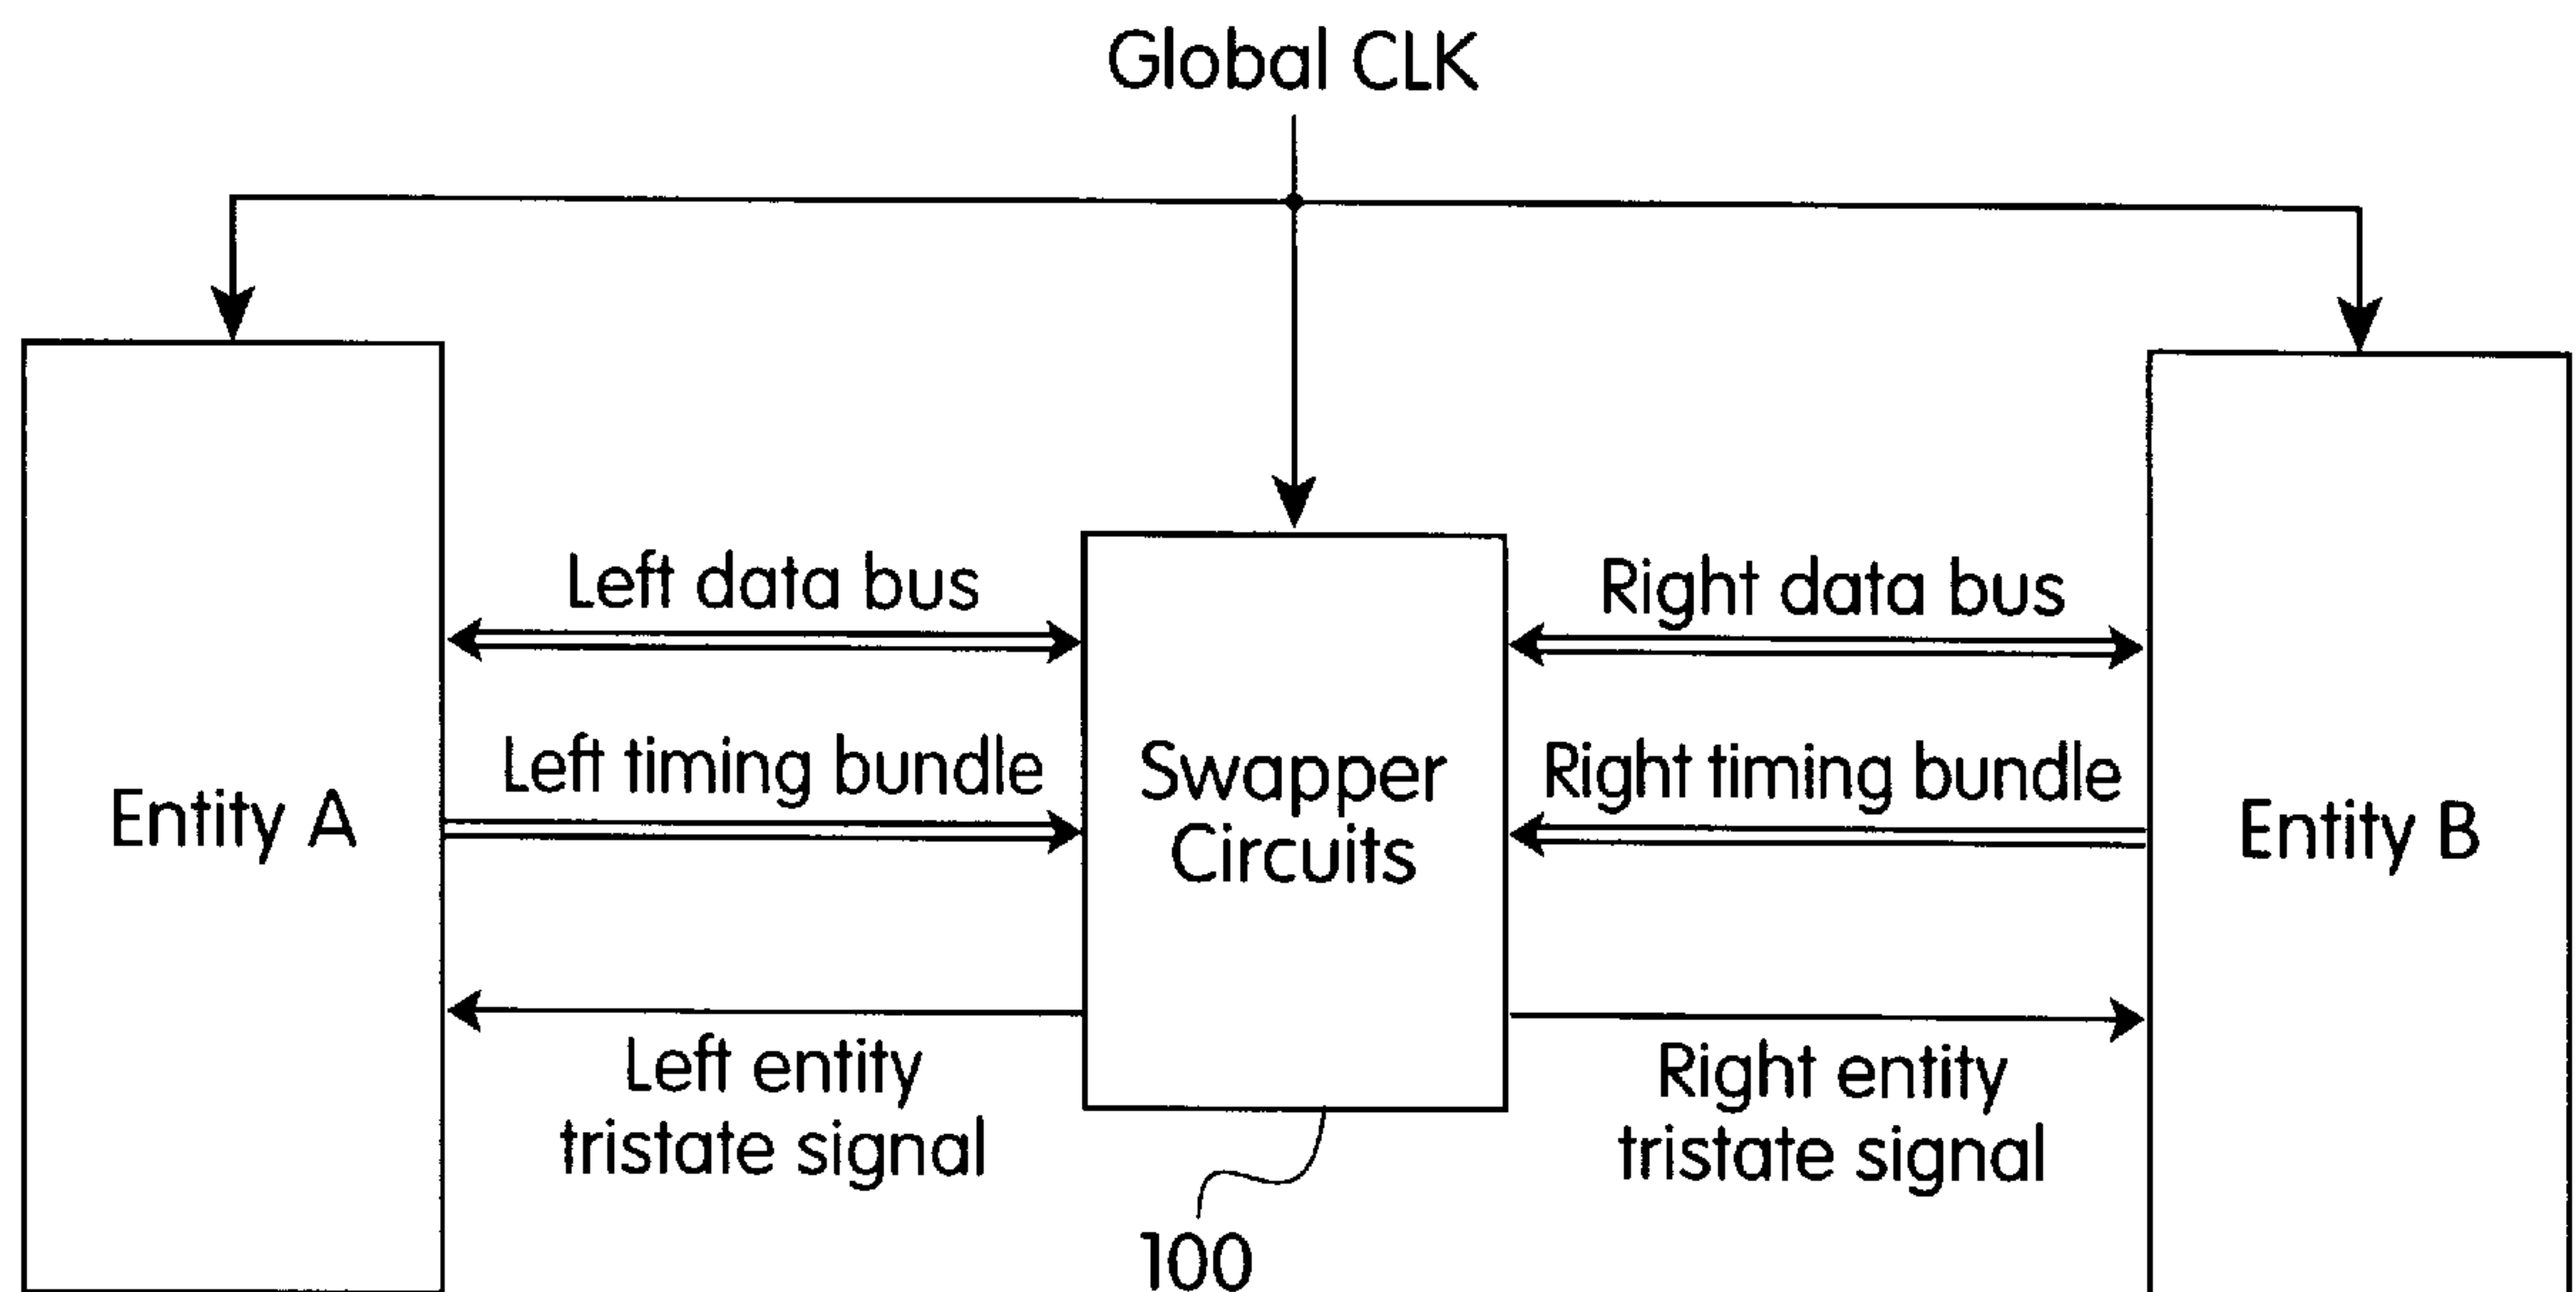 Global CLK
Left data bus
Right data bus
Left timing bundle
Right timing bundle
Entity A
Swapper
Circuits
Entity B
Left entity
tristate signal
Right entity
tristate signal
100